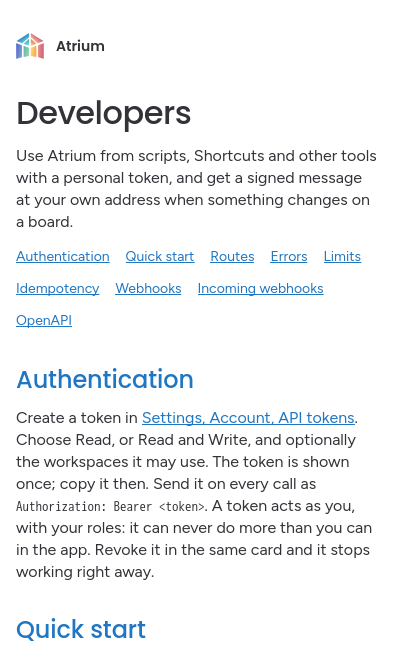 Atrium
Developers
Use Atrium from scripts, Shortcuts and other tools
with a personal token, and get a signed message
at your own address when something changes on
a board.
Authentication Quick start Routes Errors Limits
Idempotency Webhooks Incoming webhooks
OpenAPI
Authentication
Create a token in Settings, Account, API tokens.
Choose Read, or Read and Write, and optionally
the workspaces it may use. The token is shown
once; copy it then. Send it on every call as
Authorization: Bearer <token>. A token acts as you,
with your roles: it can never do more than you can
in the app. Revoke it in the same card and it stops
working right away.
Quick start